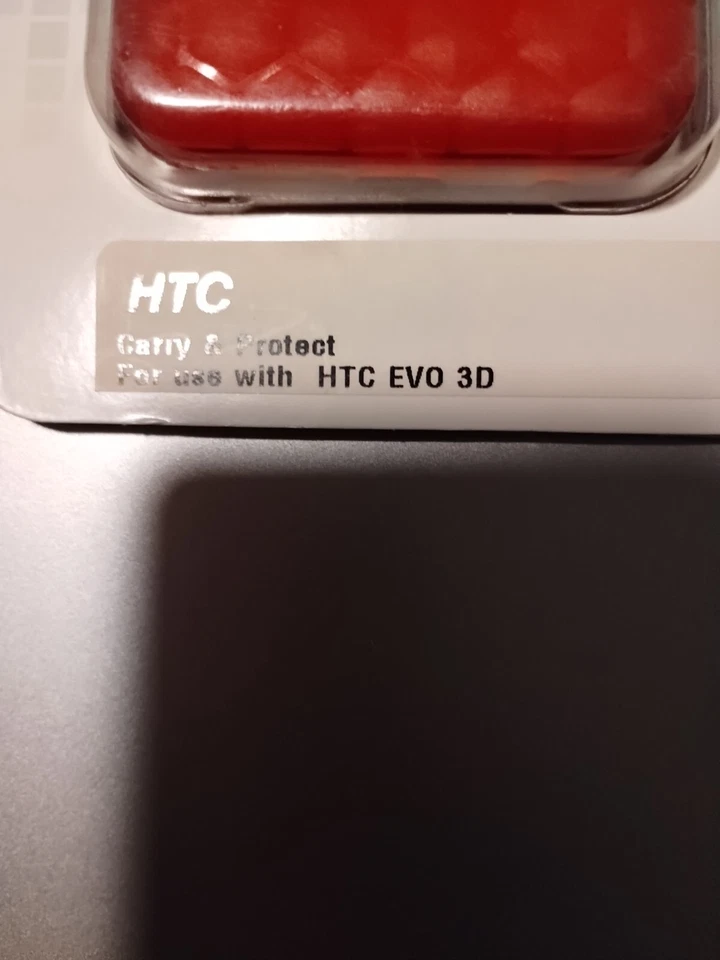 HTC
Carry & Protect
For use with HTC EVO 3D